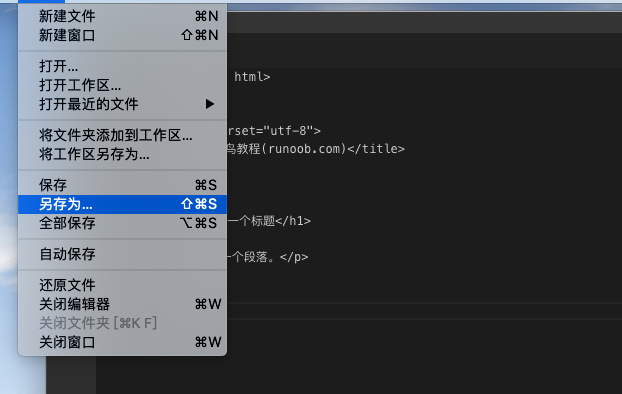 新建文件 ⌘N
新建窗口 ⇧⌘N
打开...
打开工作区...
打开最近的文件 ▶
将文件夹添加到工作区...
将工作区另存为...
保存 ⌘S
另存为... ⇧⌘S
全部保存 ⌥⌘S
自动保存
还原文件
关闭编辑器 ⌘W
关闭文件夹 [⌘K F]
关闭窗口 ⌘W
html>
rset="utf-8">
鸟教程(runoob.com)</title>
一个标题</h1>
个段落。</p>